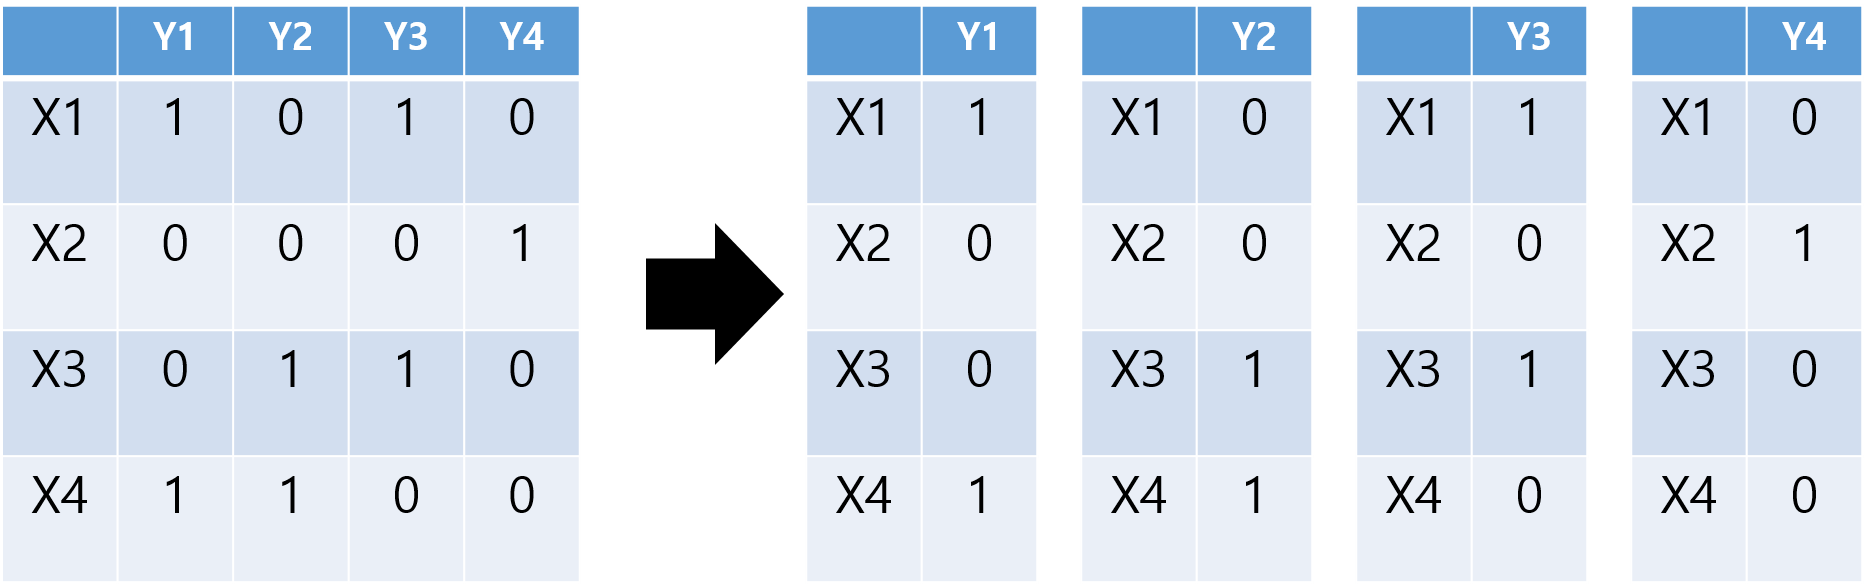 Y1 Y2 Y3 Y4
X1 1 0 1 0
X2 0 0 0 1
X3 0 1 1 0
X4 1 1 0 0
Y1
X1 1
X2 0
X3 0
X4 1
Y2
X1 0
X2 0
X3 1
X4 1
Y3
X1 1
X2 0
X3 1
X4 0
Y4
X1 0
X2 1
X3 0
X4 0